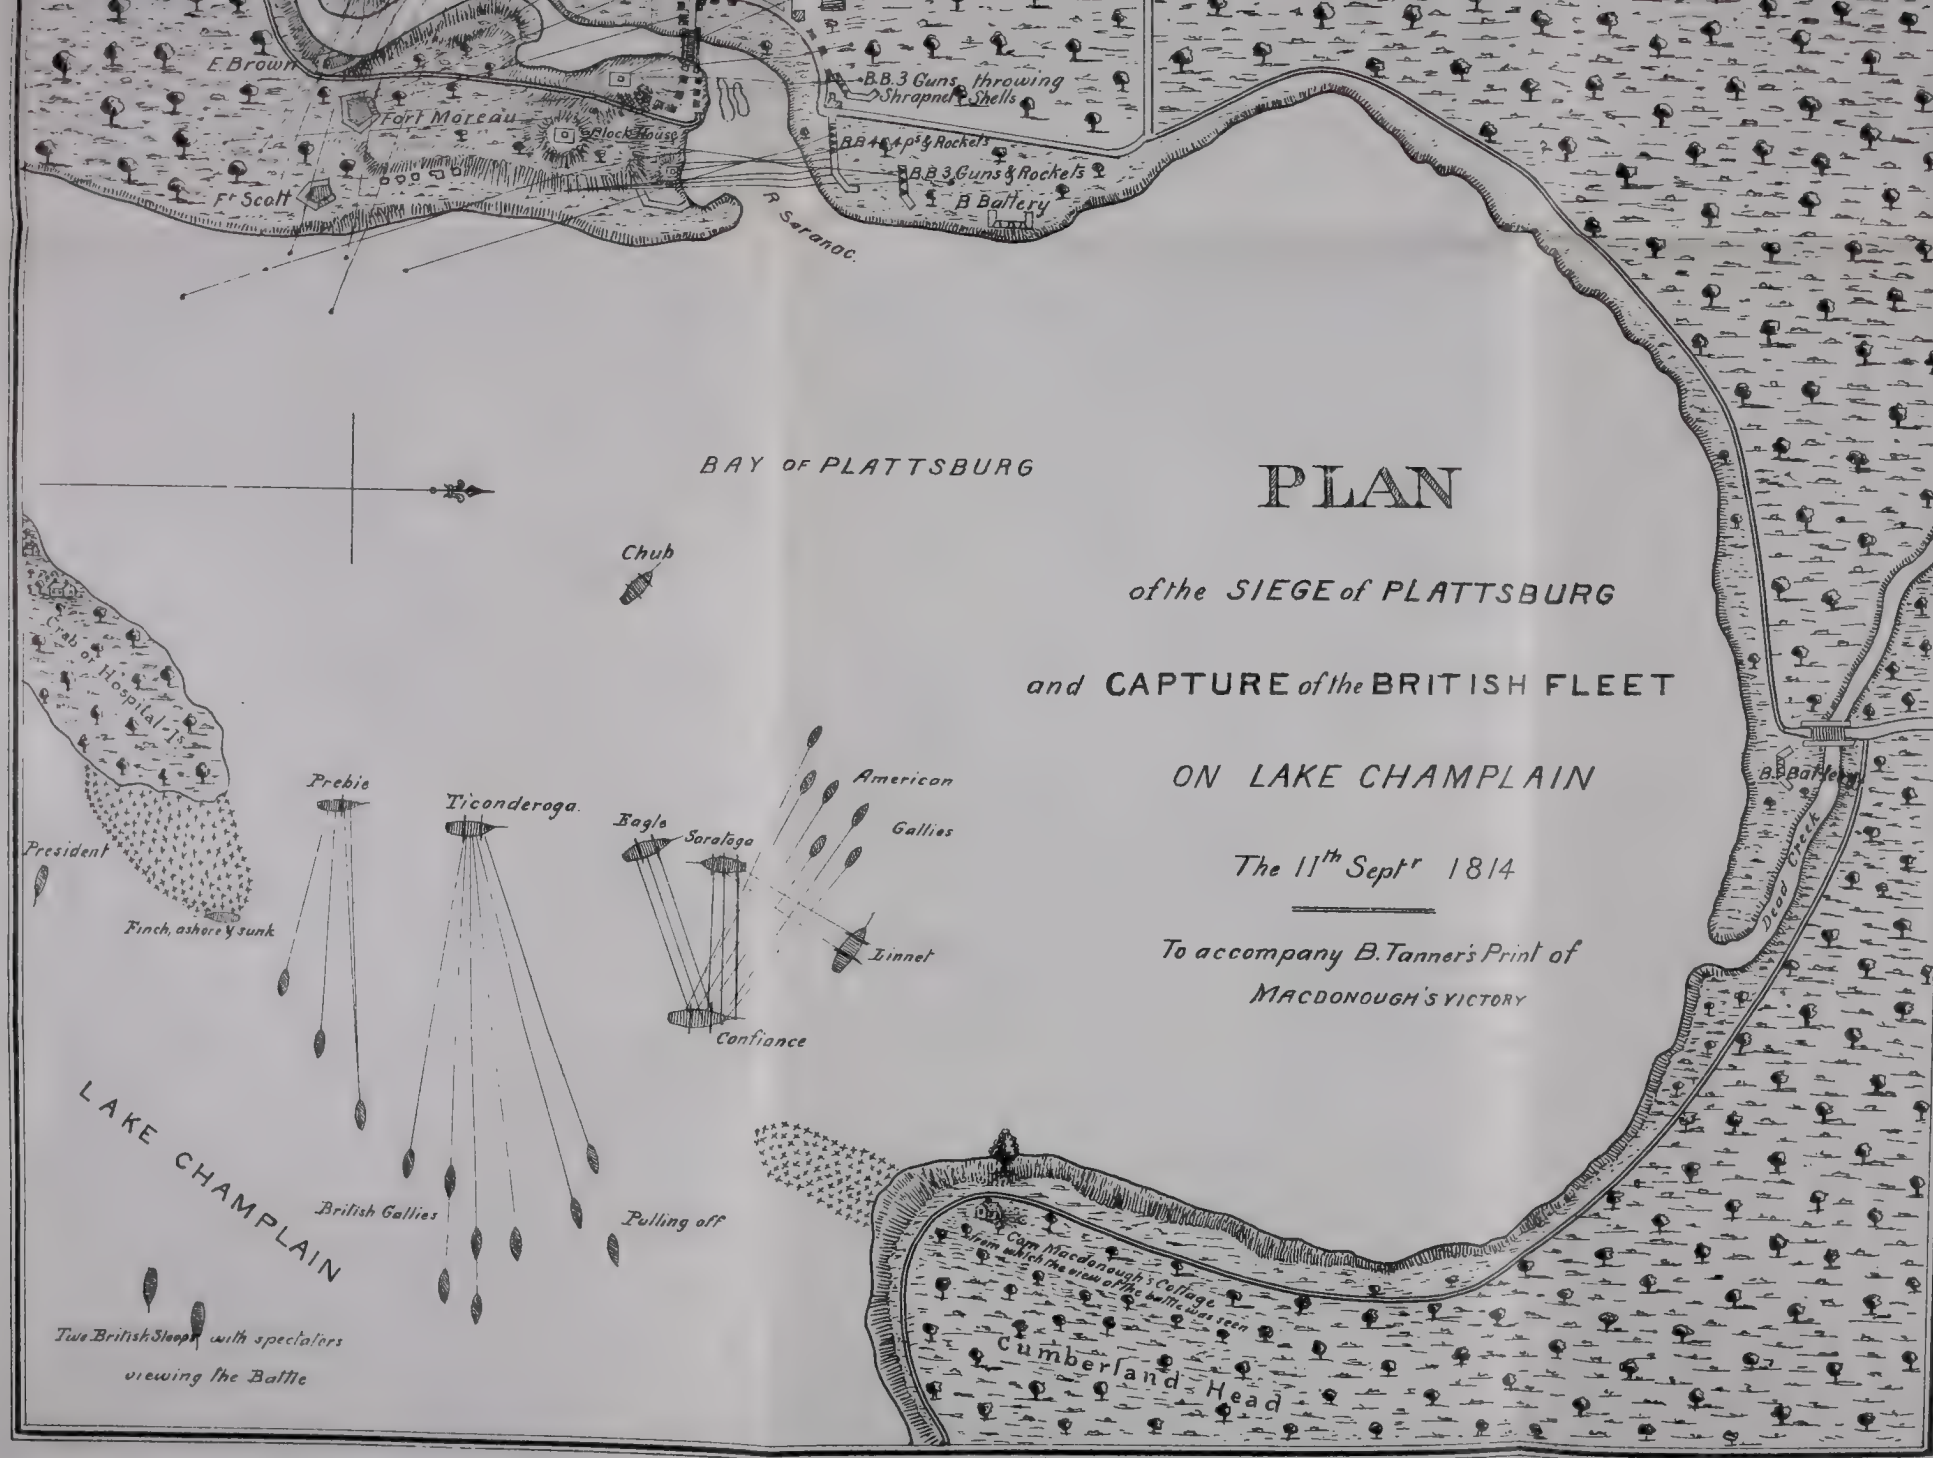 E. Brown
Fort Moreau
Block House
Ft Scott
B.B.3 Guns, throwing
Shrapnel Shells
B.B 4 & Rockets
B.B 3 Guns & Rockets
B Battery
R Saranac.
BAY OF PLATTSBURG
PLAN
of the SIEGE of PLATTSBURG
and CAPTURE of the BRITISH FLEET
ON LAKE CHAMPLAIN
The 11th Septr 1814
To accompany B. Tanner's Print of
MACDONOUGH'S VICTORY
Chub
Crab or Hospital-Is
President
Finch, ashore & sunk
Prebie
Ticonderoga.
Eagle
Saratoga
American
Gallies
Linnet
Confiance
B. Battery
Dead Creek
LAKE CHAMPLAIN
British Gallies
Pulling off
Two British Sloops with spectators
viewing the Battle
Com Macdonough's Cottage
from which the view of the battle was seen
Cumberland Head